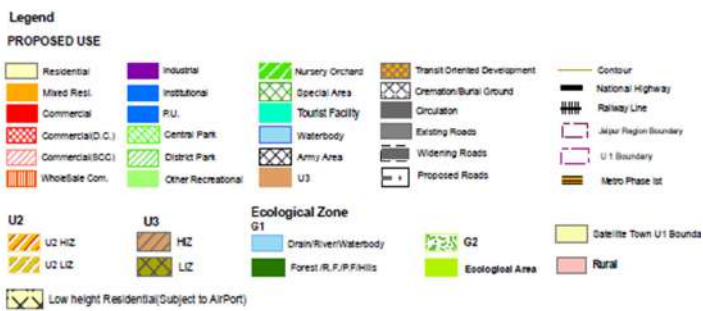 Legend
PROPOSED USE
Residential
Mixed Resi.
Commercial
Commercial(D.C.)
Commercial(SCC.)
WholeSale Com.
Industrial
Institutional
P.U.
Central Park
District Park
Other Recreational
Nursery Orchard
Special Area
Tourist Facility
Waterbody
Army Area
U3
Transit Oriented Development
Cremation/Burial Ground
Circulation
Existing Roads
Widening Roads
Proposed Roads
Contour
National Highway
Railway Line
Jaipur Region Boundary
U 1 Boundary
Metro Phase Ist
U2
U2 HIZ
U2 LIZ
U3
HIZ
LIZ
Ecological Zone
G1
Drain/River/Waterbody
Forest /R.F./P.F/Hills
G2
Ecological Area
Satellite Town U1 Bounda
Rural
Low height Residential(Subject to AirPort)